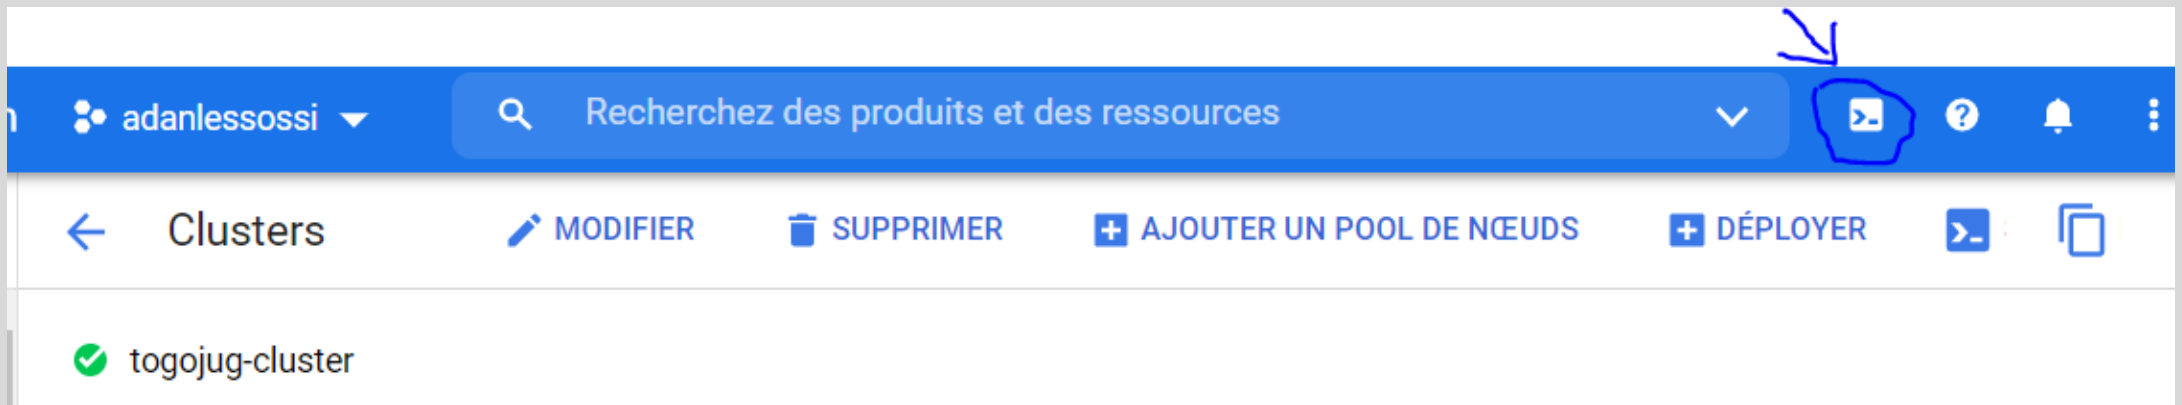 adanlessossi Recherchez des produits et des ressources
Clusters MODIFIER SUPPRIMER AJOUTER UN POOL DE NŒUDS DÉPLOYER
togojug-cluster